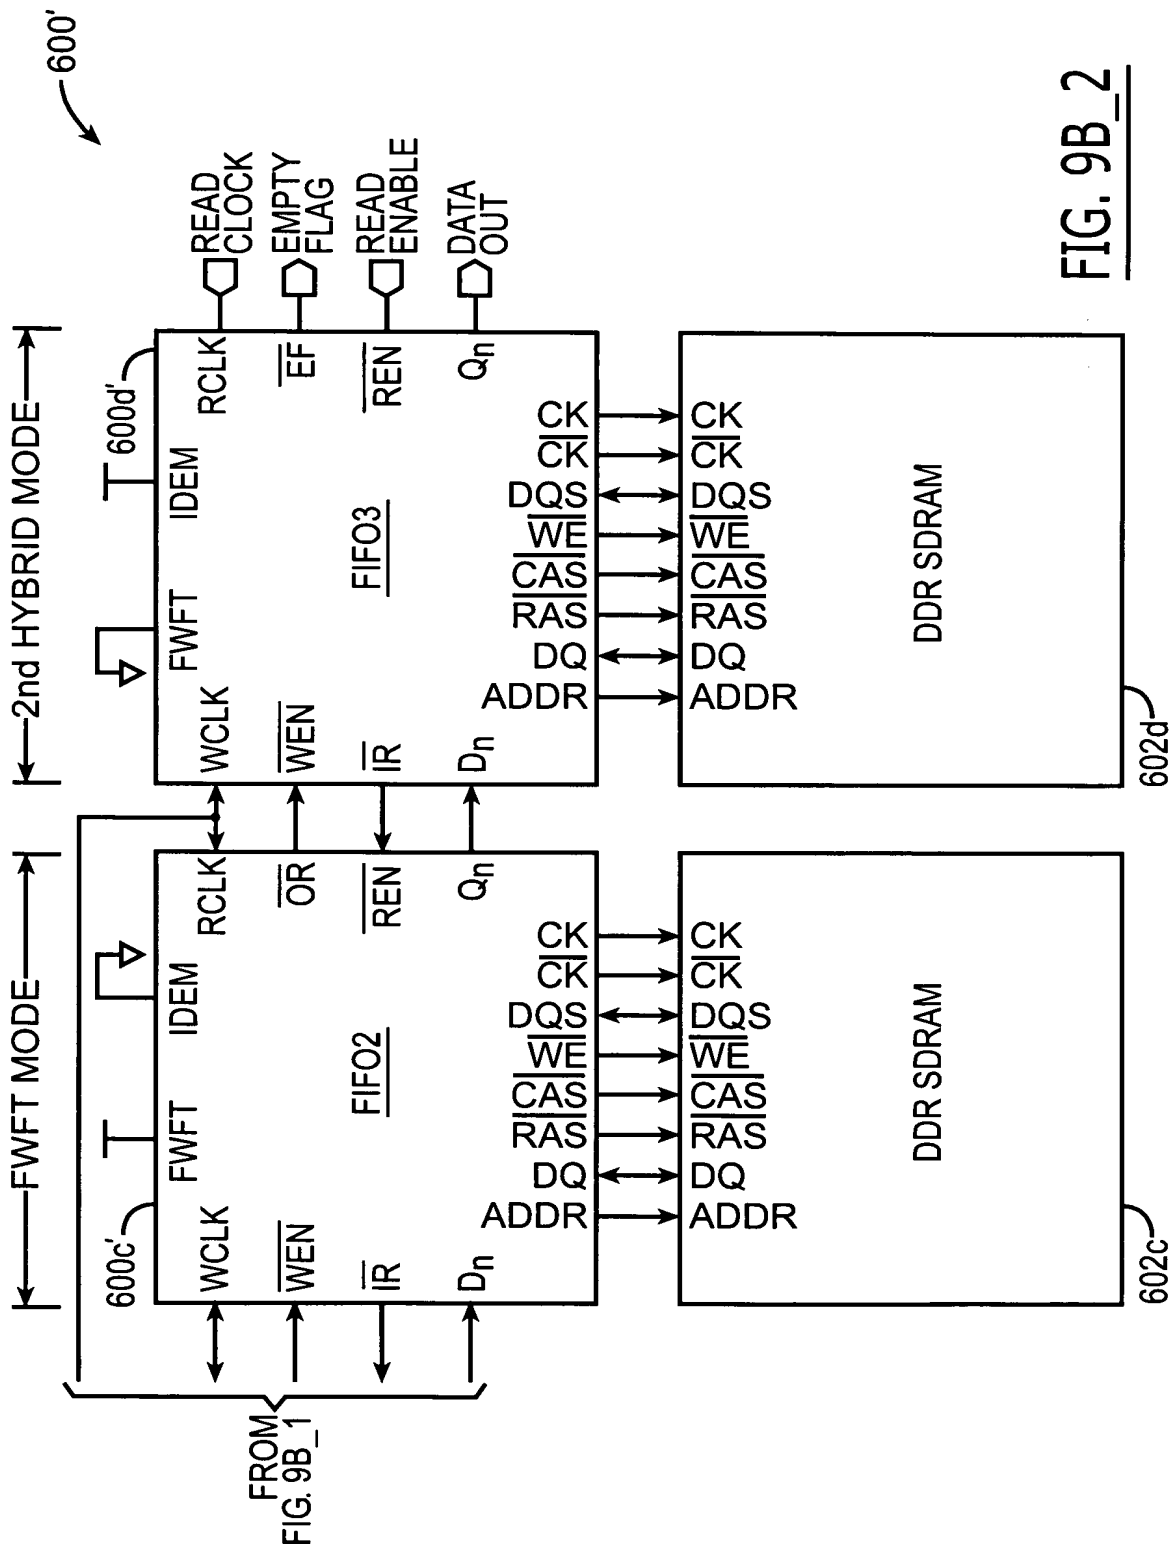 600'
FWFT MODE
2nd HYBRID MODE
600c'
FWFT
IDEM
WCLK
RCLK
WEN
OR
FIFO2
IR
REN
Dn
Qn
ADDR
DQ
RAS
CAS
WE
DQS
CK
CK
600d'
FWFT
IDEM
WCLK
RCLK
READ
CLOCK
WEN
EF
EMPTY
FLAG
FIFO3
IR
REN
READ
ENABLE
Dn
Qn
DATA
OUT
ADDR
DQ
RAS
CAS
WE
DQS
CK
CK
FROM
FIG. 9B_1
ADDR
DQ
RAS
CAS
WE
DQS
CK
CK
DDR SDRAM
602c
ADDR
DQ
RAS
CAS
WE
DQS
CK
CK
DDR SDRAM
602d
FIG. 9B_2